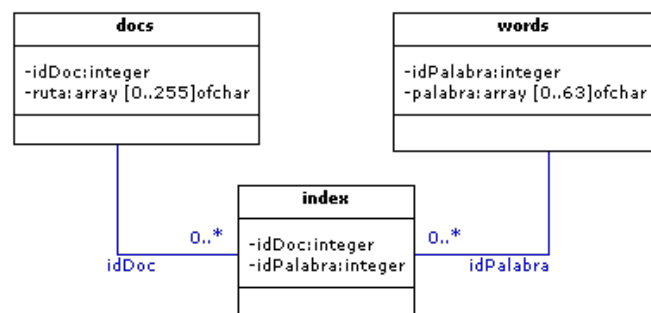 docs
-idDoc:integer
-ruta:array [0..255]ofchar
words
-idPalabra:integer
-palabra:array [0..63]ofchar
index
-idDoc:integer
-idPalabra:integer
0..*
idDoc
0..*
idPalabra